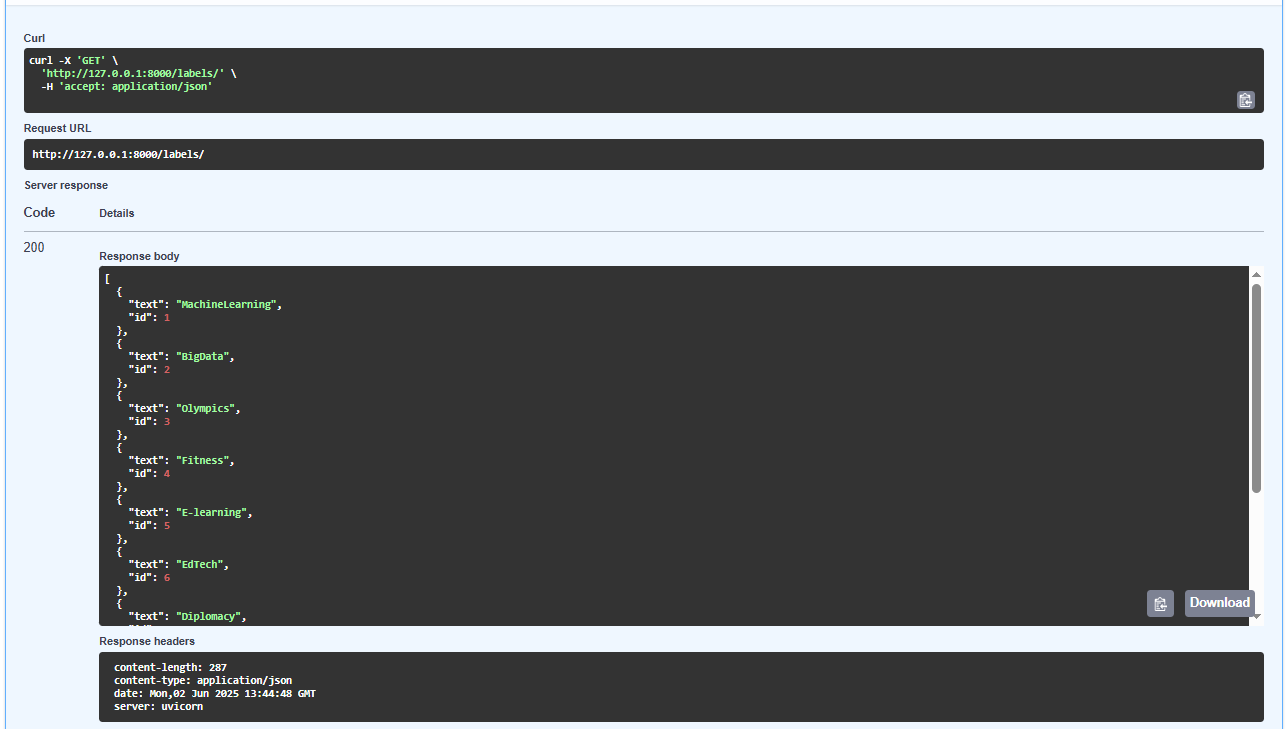 Curl
curl -X 'GET' \
  'http://127.0.0.1:8000/labels/' \
  -H 'accept: application/json'
Request URL
http://127.0.0.1:8000/labels/
Server response
Code Details
200
Response body
[
  {
    "text": "MachineLearning",
    "id": 1
  },
  {
    "text": "BigData",
    "id": 2
  },
  {
    "text": "Olympics",
    "id": 3
  },
  {
    "text": "Fitness",
    "id": 4
  },
  {
    "text": "E-learning",
    "id": 5
  },
  {
    "text": "EdTech",
    "id": 6
  },
  {
    "text": "Diplomacy",
Download
Response headers
content-length: 287
content-type: application/json
date: Mon,02 Jun 2025 13:44:48 GMT
server: uvicorn